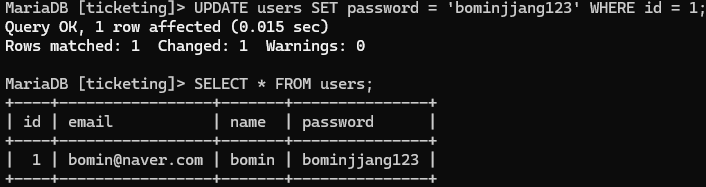 MariaDB [ticketing]> UPDATE users SET password = 'bominjjang123' WHERE id = 1;
Query OK, 1 row affected (0.015 sec)
Rows matched: 1  Changed: 1  Warnings: 0

MariaDB [ticketing]> SELECT * FROM users;
+----+-----------------+-------+---------------+
| id | email           | name  | password      |
+----+-----------------+-------+---------------+
|  1 | bomin@naver.com | bomin | bominjjang123 |
+----+-----------------+-------+---------------+